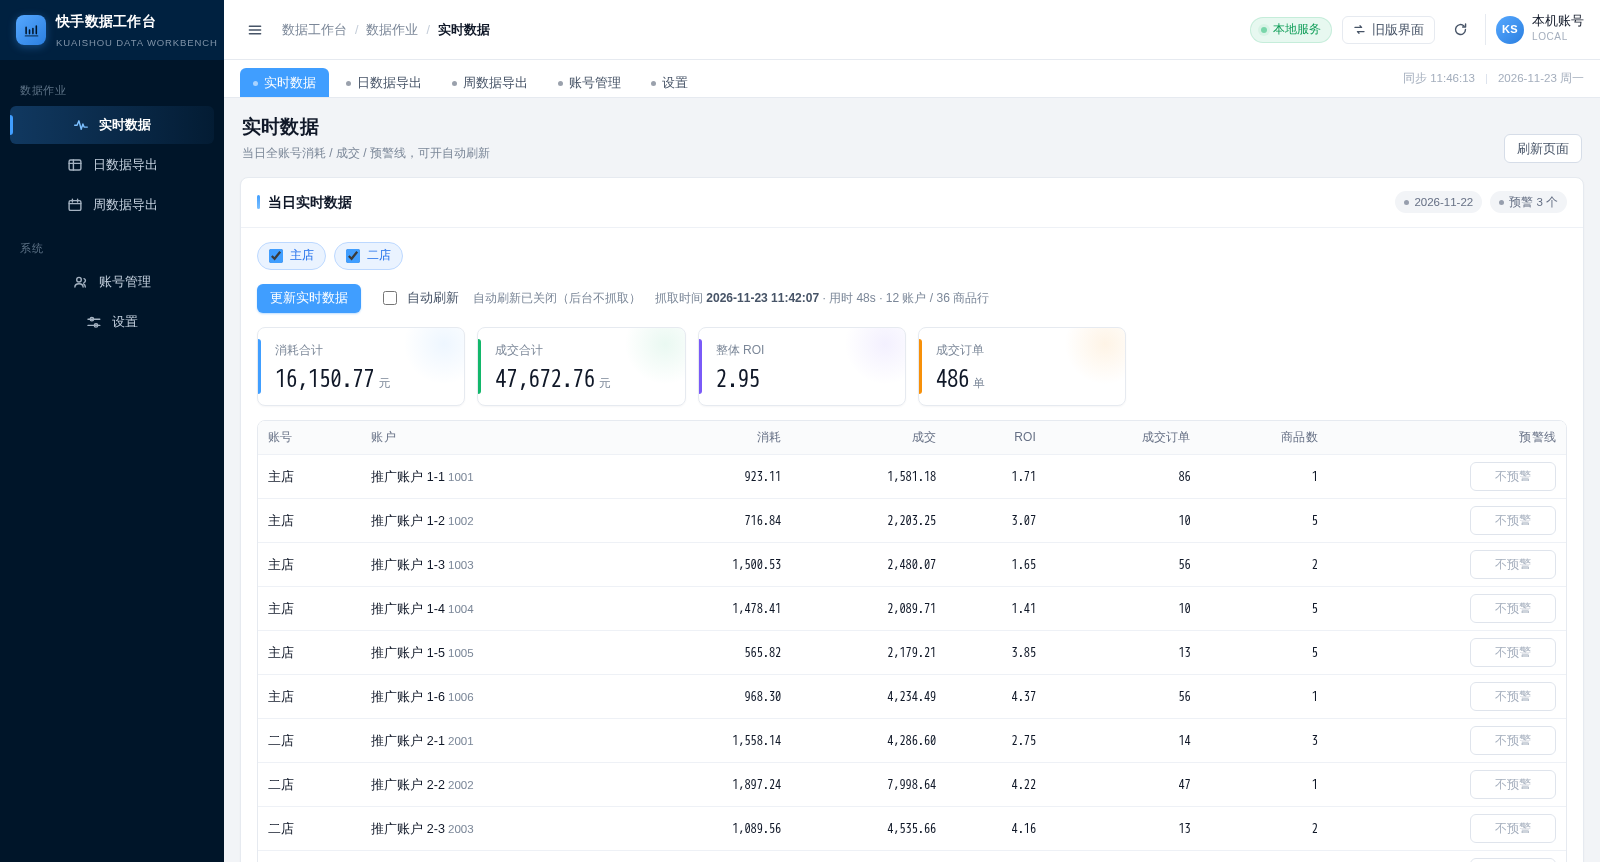 快手数据工作台
KUAISHOU DATA WORKBENCH
数据作业
实时数据
日数据导出
周数据导出
系统
账号管理
设置
数据工作台 / 数据作业 / 实时数据
本地服务
旧版界面
KS
本机账号
LOCAL
实时数据
日数据导出
周数据导出
账号管理
设置
同步 11:46:13
2026-11-23 周一
实时数据
当日全账号消耗 / 成交 / 预警线，可开自动刷新
刷新页面
当日实时数据
2026-11-22
预警 3 个
主店
二店
更新实时数据
自动刷新
自动刷新已关闭（后台不抓取）
抓取时间 2026-11-23 11:42:07 · 用时 48s · 12 账户 / 36 商品行
消耗合计
16,150.77 元
成交合计
47,672.76 元
整体 ROI
2.95
成交订单
486 单
账号 账户 消耗 成交 ROI 成交订单 商品数 预警线
主店 推广账户 1-1 1001 923.11 1,581.18 1.71 86 1 不预警
主店 推广账户 1-2 1002 716.84 2,203.25 3.07 10 5 不预警
主店 推广账户 1-3 1003 1,500.53 2,480.07 1.65 56 2 不预警
主店 推广账户 1-4 1004 1,478.41 2,089.71 1.41 10 5 不预警
主店 推广账户 1-5 1005 565.82 2,179.21 3.85 13 5 不预警
主店 推广账户 1-6 1006 968.30 4,234.49 4.37 56 1 不预警
二店 推广账户 2-1 2001 1,558.14 4,286.60 2.75 14 3 不预警
二店 推广账户 2-2 2002 1,897.24 7,998.64 4.22 47 1 不预警
二店 推广账户 2-3 2003 1,089.56 4,535.66 4.16 13 2 不预警